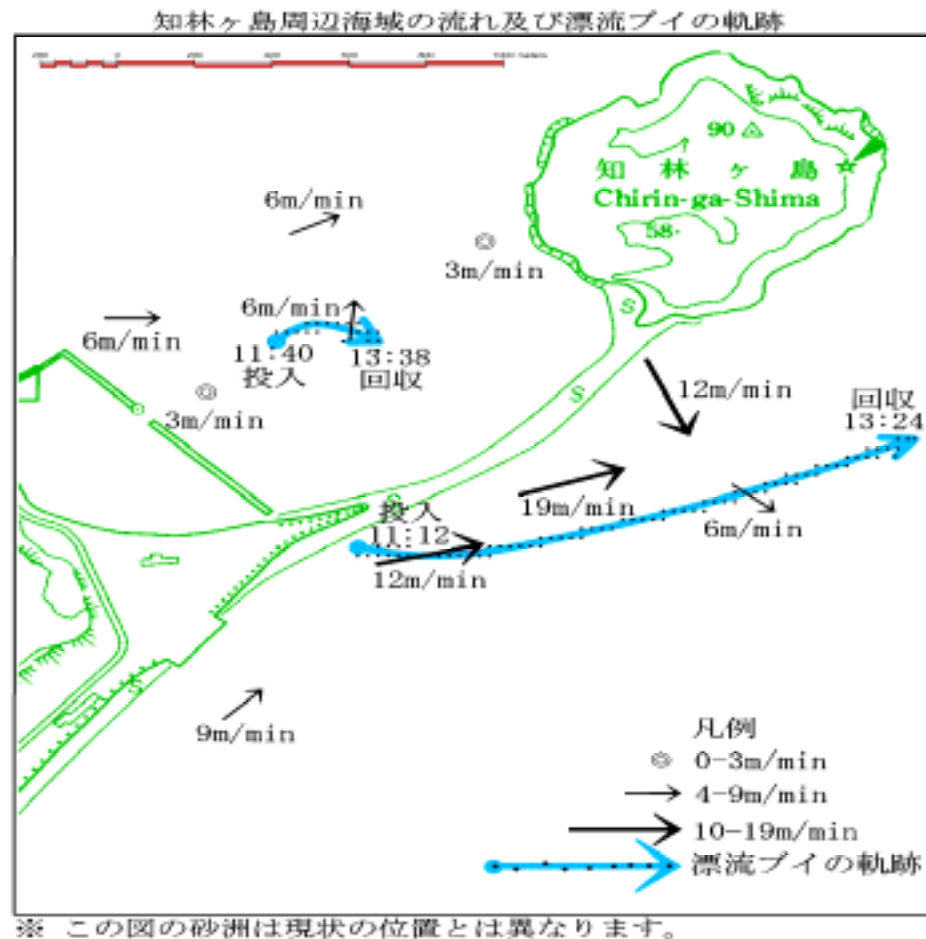 知林ヶ島周辺海域の流れ及び漂流ブイの軌跡
90
知林ヶ島
Chirin-ga-Shima
58
6m/min
3m/min
6m/min
6m/min
11:40
投入
13:38
回収
3m/min
12m/min
回収
13:24
19m/min
S
S
S
S
投入
11:12
12m/min
6m/min
9m/min
凡例
0-3m/min
4-9m/min
10-19m/min
漂流ブイの軌跡
※ この図の砂洲は現状の位置とは異なります。